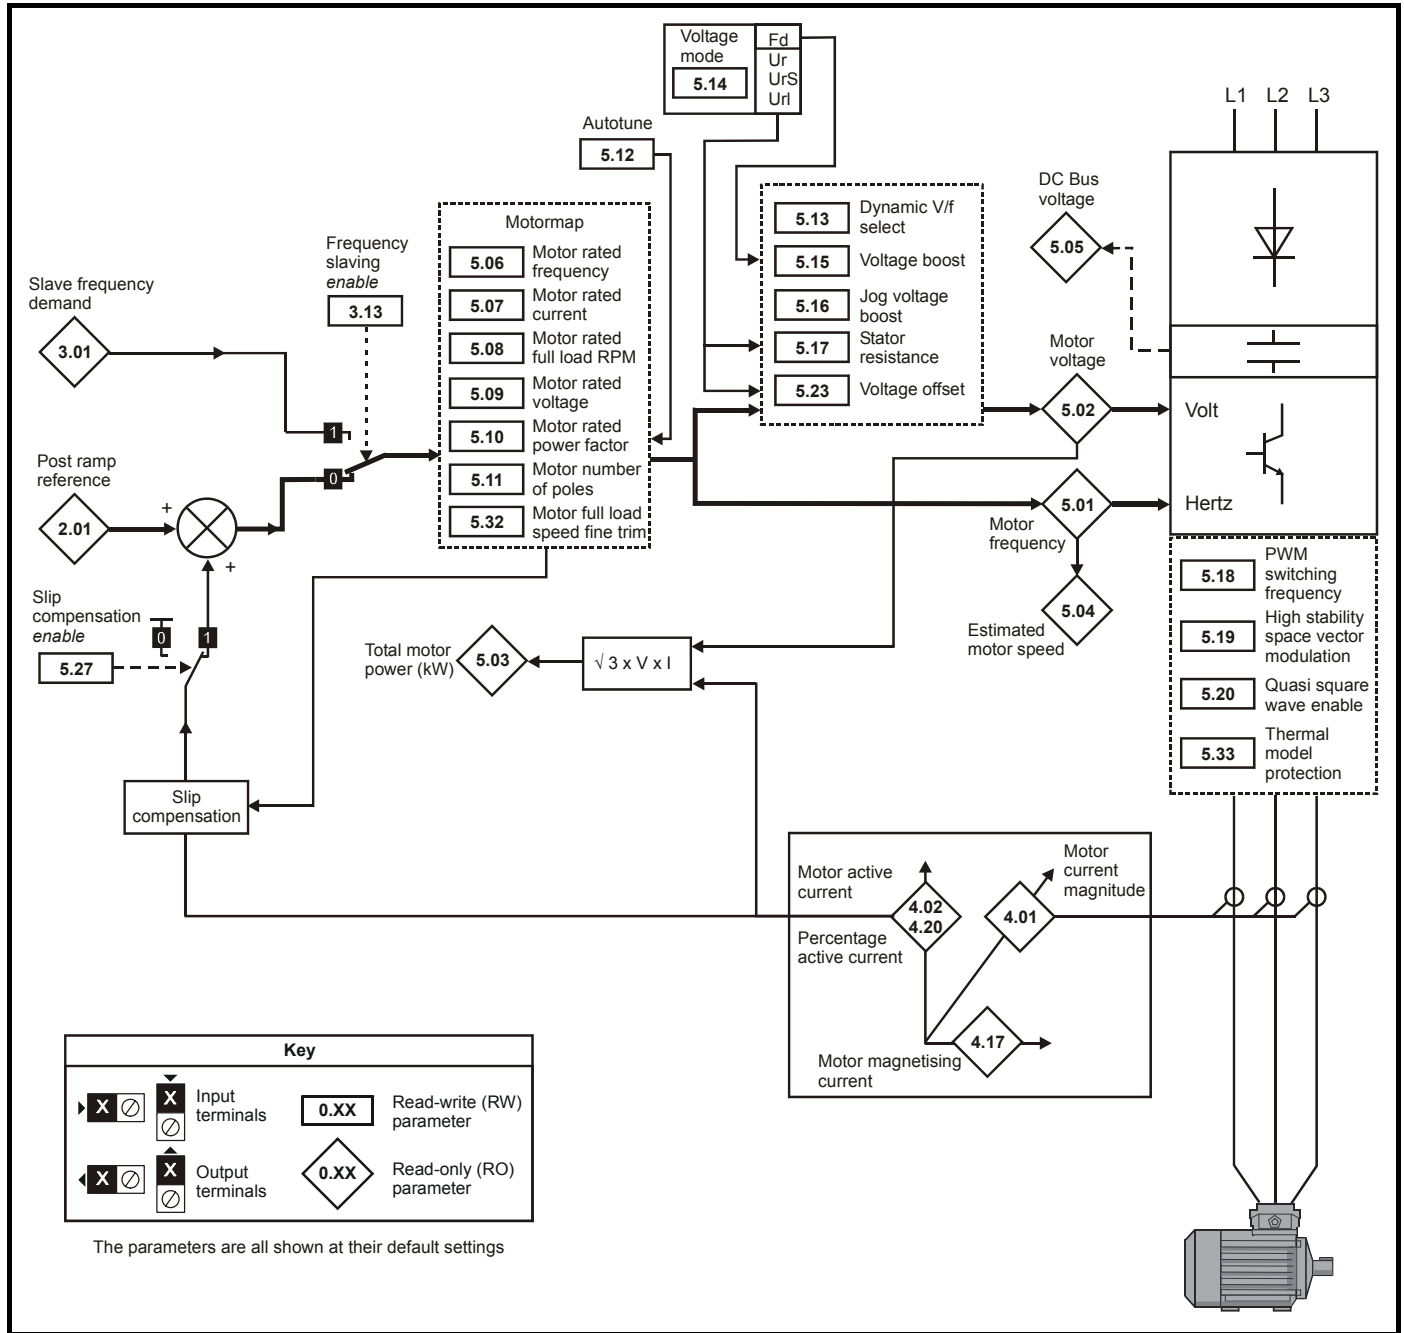 Voltage
mode
5.14
Fd
Ur
UrS
UrI
Autotune
5.12
L1 L2 L3
Motormap
5.06 Motor rated
frequency
5.07 Motor rated
current
5.08 Motor rated
full load RPM
5.09 Motor rated
voltage
5.10 Motor rated
power factor
5.11 Motor number
of poles
5.32 Motor full load
speed fine trim
Frequency
slaving
enable
3.13
Slave frequency
demand
3.01
1
0
Post ramp
reference
2.01
+
+
Slip
compensation
enable
5.27
0 1
Slip
compensation
5.13 Dynamic V/f
select
5.15 Voltage boost
5.16 Jog voltage
boost
5.17 Stator
resistance
5.23 Voltage offset
DC Bus
voltage
5.05
Motor
voltage
5.02
Volt
5.01
Motor
frequency
Hertz
5.04
Estimated
motor speed
Total motor
power (kW)
5.03
√ 3 x V x I
5.18 PWM
switching
frequency
5.19 High stability
space vector
modulation
5.20 Quasi square
wave enable
5.33 Thermal
model
protection
Motor active
current
4.02
4.20
Percentage
active current
4.01
Motor
current
magnitude
4.17
Motor magnetising
current
Key
X X Input
terminals
0.XX Read-write (RW)
parameter
X X Output
terminals
0.XX Read-only (RO)
parameter
The parameters are all shown at their default settings